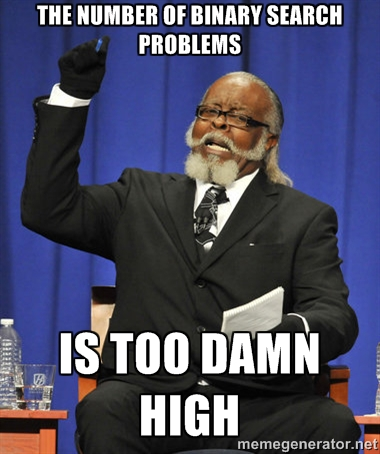 THE NUMBER OF BINARY SEARCH
PROBLEMS
IS TOO DAMN
HIGH
memegenerator.net